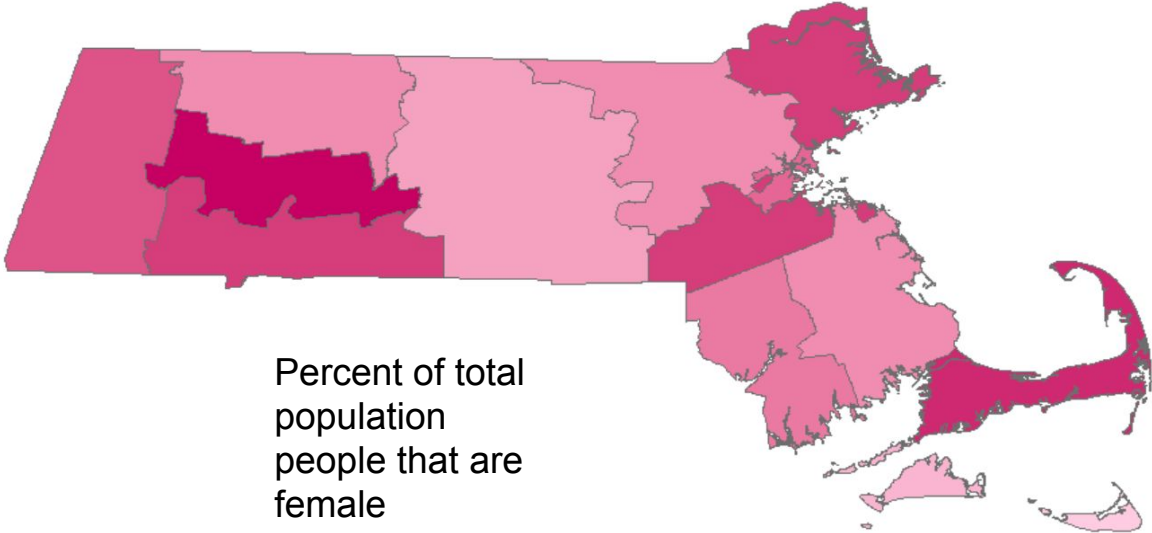 Percent of total
population
people that are
female